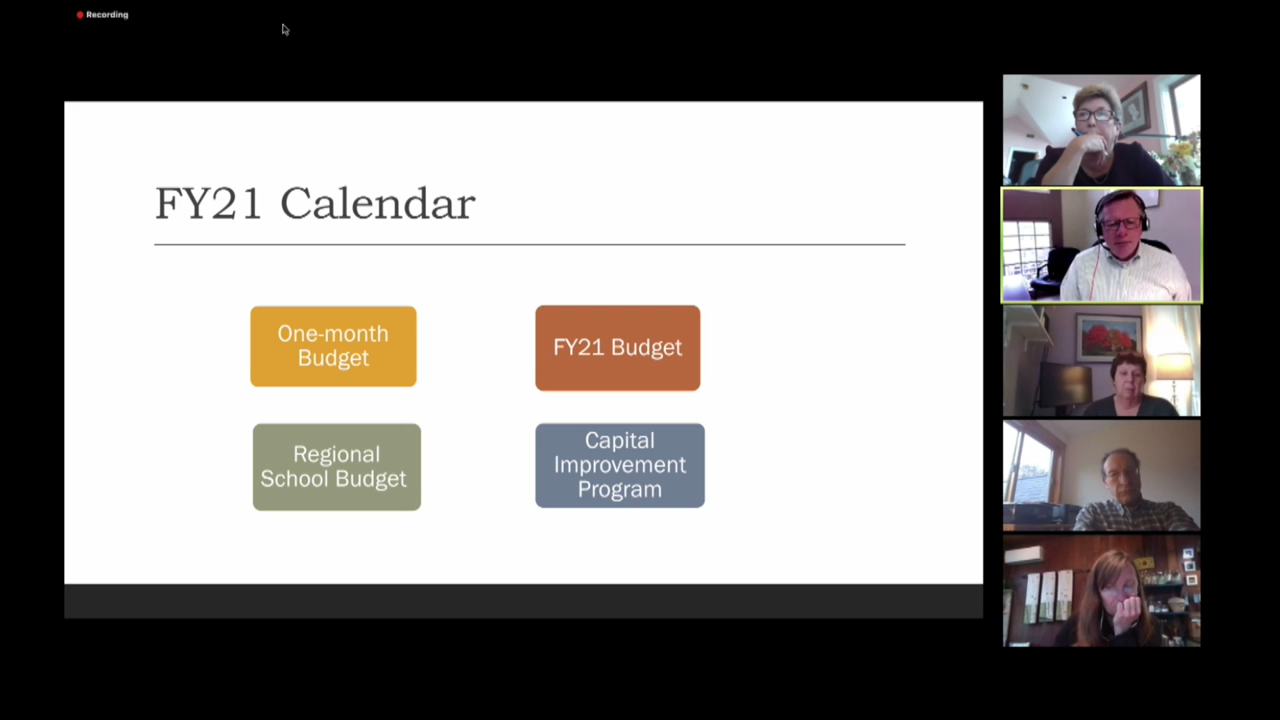 Recording
FY21 Calendar
One-month
Budget
FY21 Budget
Regional
School Budget
Capital
Improvement
Program